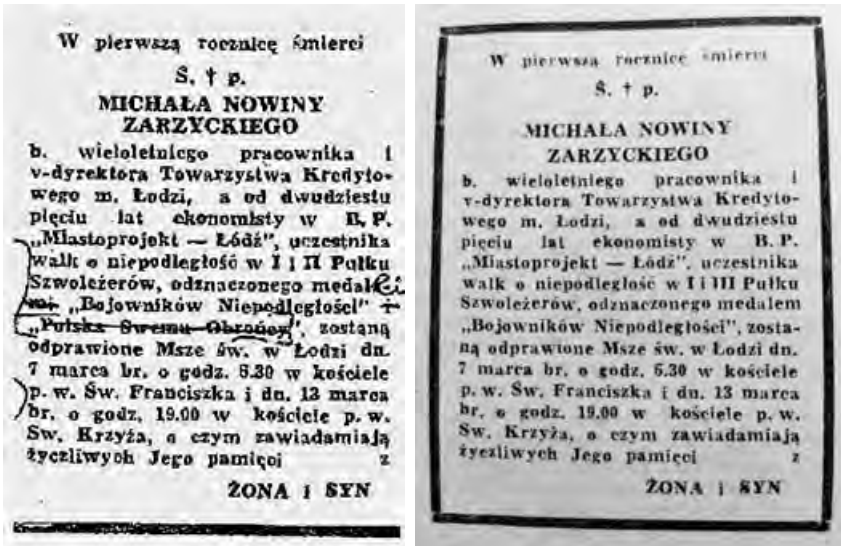 W pierwszą rocznicę śmierci
Ś. † p.
MICHAŁA NOWINY
ZARZYCKIEGO
b. wieloletniego pracownika i
v-dyrektora Towarzystwa Kredyto-
wego m. Łodzi, a od dwudziestu
pięciu lat ekonomisty w B. P.
„Miastoprojekt — Łódź”, uczestnika
walk o niepodległość w I i II Pułku
Szwoleżerów, odznaczonego medala-
mi „Bojowników Niepodległości” i
„Polska Swemu Obrońcy”, zostaną
odprawione Msze św. w Łodzi dn.
7 marca br. o godz. 6.30 w kościele
p. w. Św. Franciszka i dn. 13 marca
br. o godz. 19.00 w kościele p. w.
Św. Krzyża, o czym zawiadamiają
życzliwych Jego pamięci z
ŻONA i SYN
W pierwszą rocznicę śmierci
Ś. † p.
MICHAŁA NOWINY
ZARZYCKIEGO
b. wieloletniego pracownika i
v-dyrektora Towarzystwa Kredyto-
wego m. Łodzi, a od dwudziestu
pięciu lat ekonomisty w B. P.
„Miastoprojekt — Łódź”, uczestnika
walk o niepodległość w I i III Pułku
Szwoleżerów, odznaczonego medalem
„Bojowników Niepodległości”, zosta-
ną odprawione Msze św. w Łodzi dn.
7 marca br. o godz. 6.30 w kościele
p. w. Św. Franciszka i dn. 13 marca
br. o godz. 19.00 w kościele p. w.
Św. Krzyża, o czym zawiadamiają
życzliwych Jego pamięci z
ŻONA i SYN